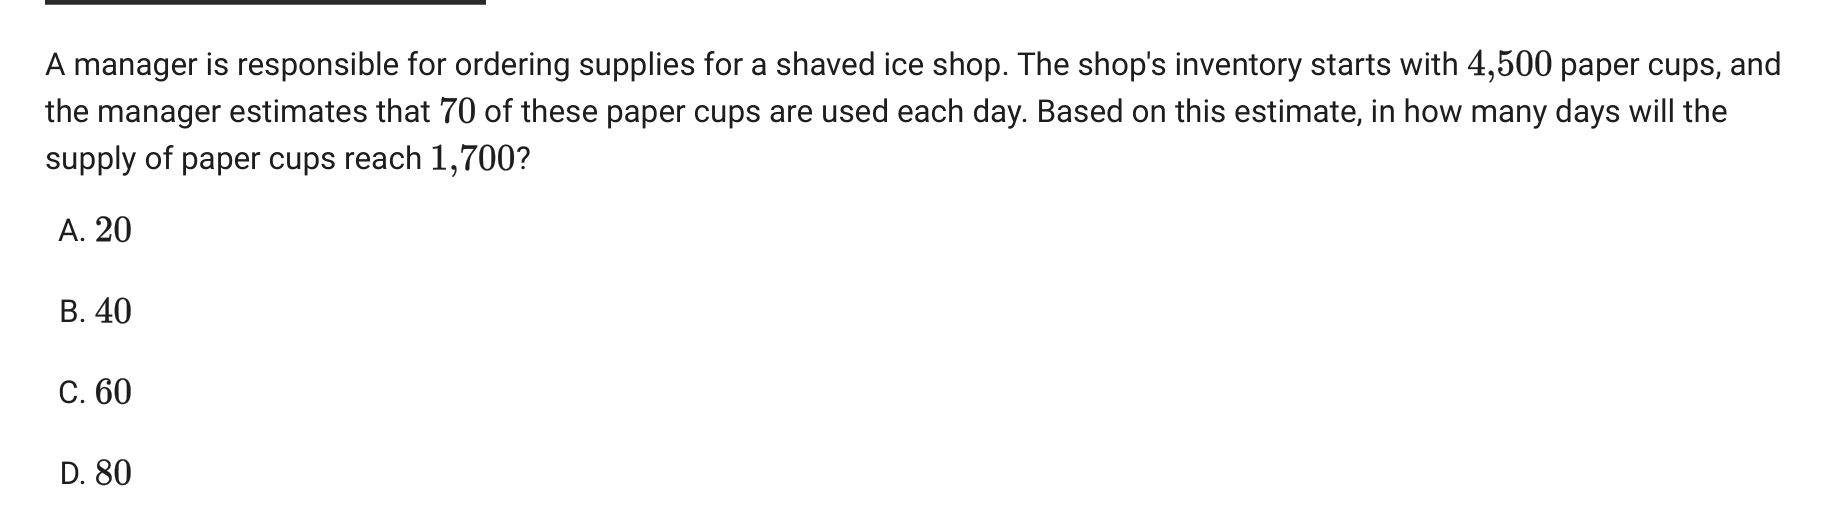 A manager is responsible for ordering supplies for a shaved ice shop. The shop's inventory starts with 4,500 paper cups, and
the manager estimates that 70 of these paper cups are used each day. Based on this estimate, in how many days will the
supply of paper cups reach 1,700?
A. 20
B. 40
C. 60
D. 80